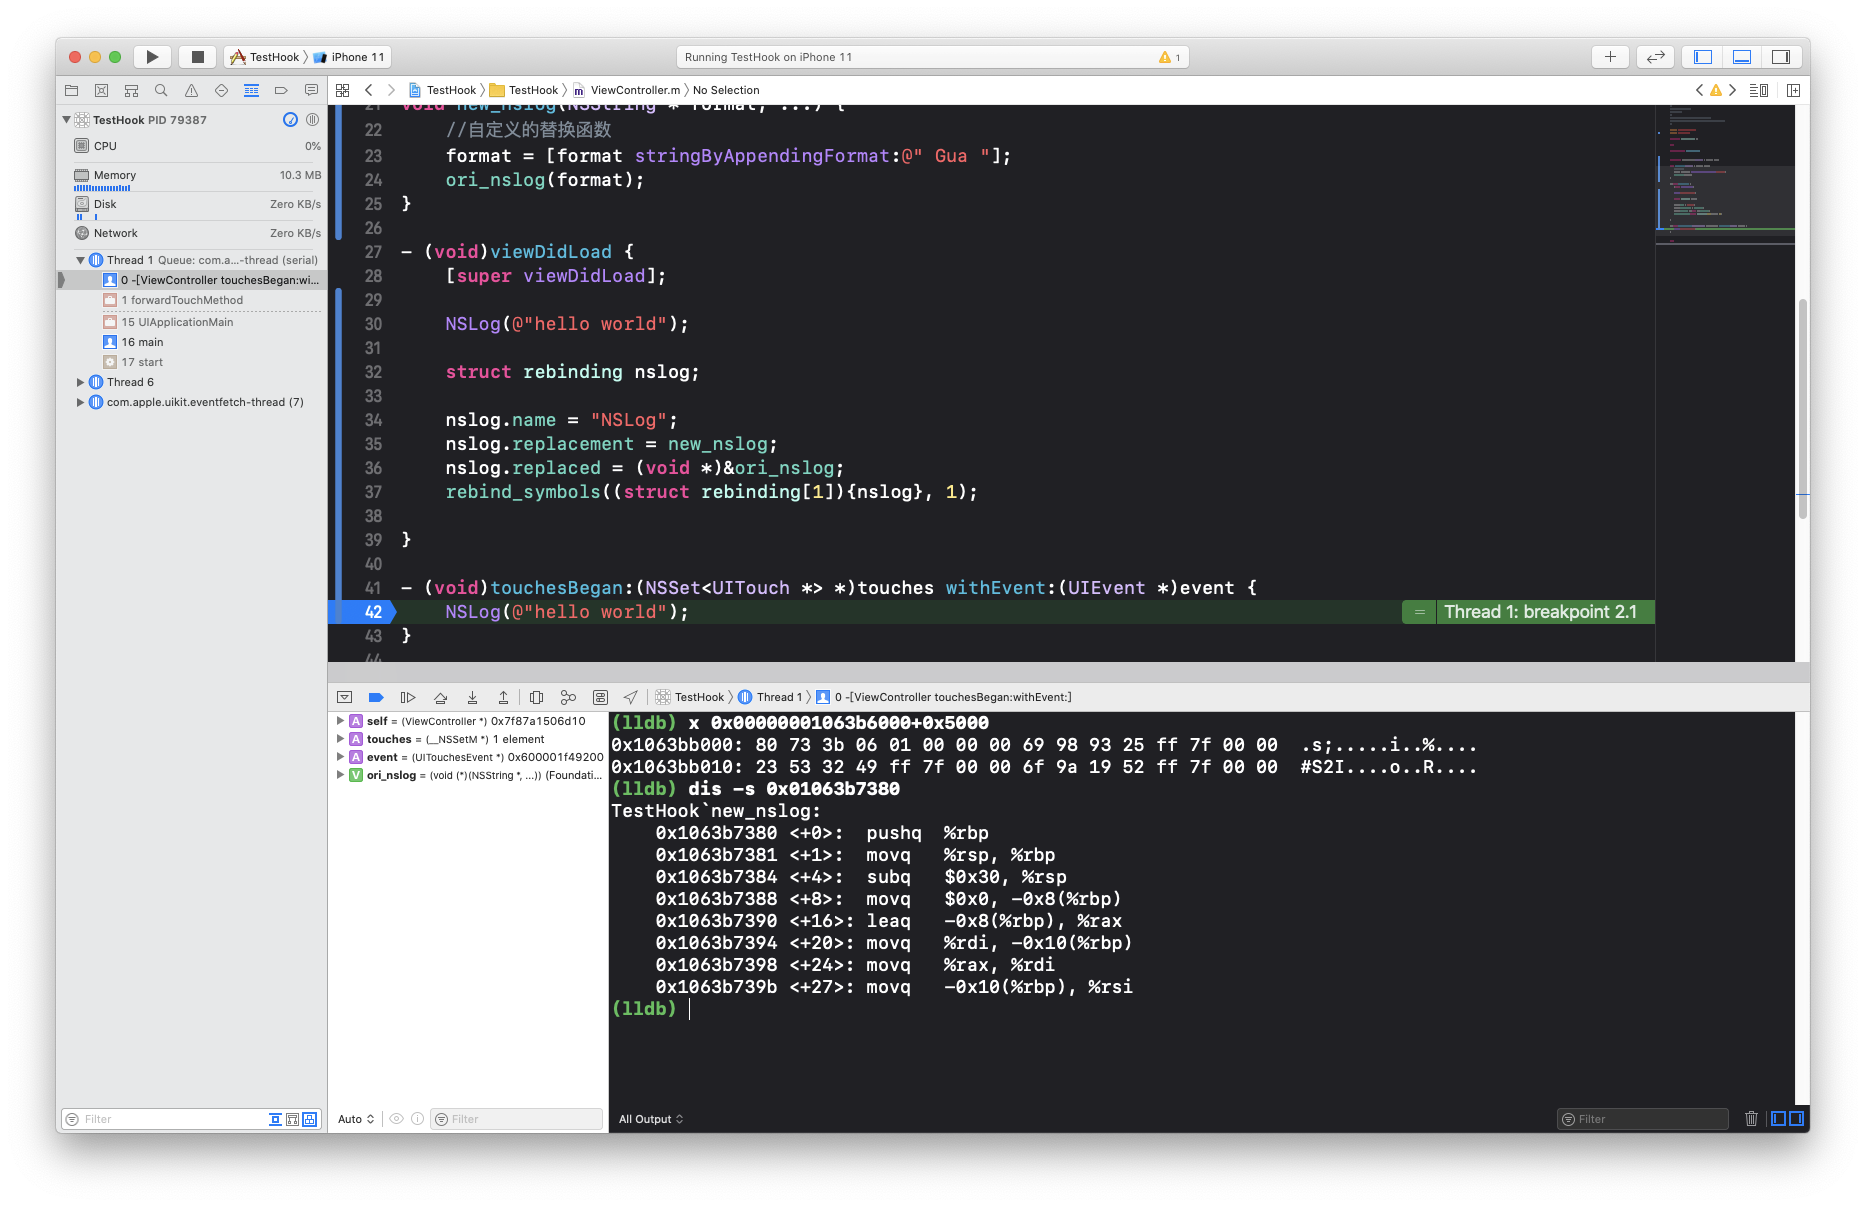 TestHook 〉 iPhone 11
Running TestHook on iPhone 11
1
TestHook PID 79387
CPU 0%
Memory 10.3 MB
Disk Zero KB/s
Network Zero KB/s
Thread 1 Queue: com.a...-thread (serial)
0 -[ViewController touchesBegan:wi...
1 forwardTouchMethod
15 UIApplicationMain
16 main
17 start
Thread 6
com.apple.uikit.eventfetch-thread (7)
Filter
TestHook 〉 TestHook 〉 m ViewController.m 〉 No Selection
21 void new_nslog(NSString * format, ...) {
22 //自定义的替换函数
23 format = [format stringByAppendingFormat:@" Gua "];
24 ori_nslog(format);
25 }
26
27 - (void)viewDidLoad {
28 [super viewDidLoad];
29
30 NSLog(@"hello world");
31
32 struct rebinding nslog;
33
34 nslog.name = "NSLog";
35 nslog.replacement = new_nslog;
36 nslog.replaced = (void *)&ori_nslog;
37 rebind_symbols((struct rebinding[1]){nslog}, 1);
38
39 }
40
41 - (void)touchesBegan:(NSSet<UITouch *> *)touches withEvent:(UIEvent *)event {
42 NSLog(@"hello world"); = Thread 1: breakpoint 2.1
43 }
44
TestHook 〉 Thread 1 〉 0 -[ViewController touchesBegan:withEvent:]
A self = (ViewController *) 0x7f87a1506d10
A touches = (__NSSetM *) 1 element
A event = (UITouchesEvent *) 0x600001f49200
V ori_nslog = (void (*)(NSString *, ...)) (Foundati...
Auto
Filter
(lldb) x 0x00000001063b6000+0x5000
0x1063bb000: 80 73 3b 06 01 00 00 00 69 98 93 25 ff 7f 00 00 .s;.....i..%....
0x1063bb010: 23 53 32 49 ff 7f 00 00 6f 9a 19 52 ff 7f 00 00 #S2I....o..R....
(lldb) dis -s 0x01063b7380
TestHook`new_nslog:
0x1063b7380 <+0>: pushq %rbp
0x1063b7381 <+1>: movq %rsp, %rbp
0x1063b7384 <+4>: subq $0x30, %rsp
0x1063b7388 <+8>: movq $0x0, -0x8(%rbp)
0x1063b7390 <+16>: leaq -0x8(%rbp), %rax
0x1063b7394 <+20>: movq %rdi, -0x10(%rbp)
0x1063b7398 <+24>: movq %rax, %rdi
0x1063b739b <+27>: movq -0x10(%rbp), %rsi
(lldb)
All Output
Filter